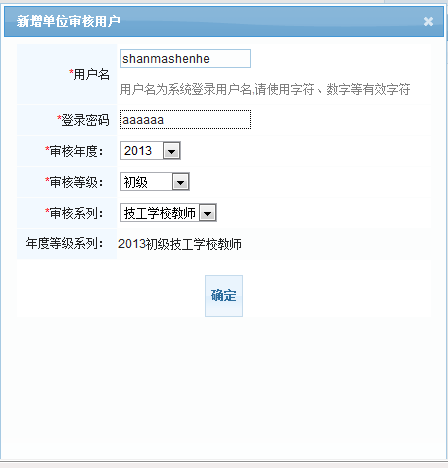 新增单位审核用户
*用户名 shanmashenhe
用户名为系统登录用户名,请使用字符、数字等有效字符
*登录密码 aaaaaa
*审核年度： 2013
*审核等级： 初级
*审核系列： 技工学校教师
年度等级系列： 2013初级技工学校教师
确定